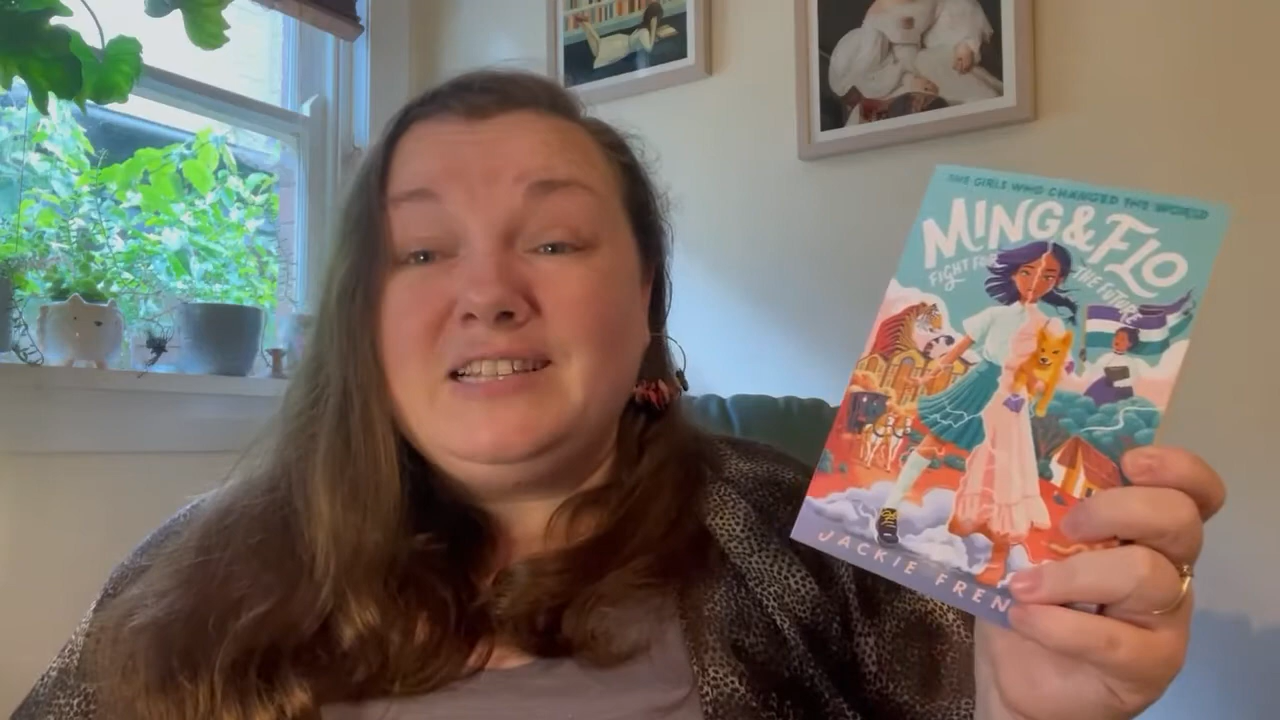 THE GIRLS WHO CHANGED THE WORLD
MING & FLO
FIGHT FOR THE FUTURE
JACKIE FREN